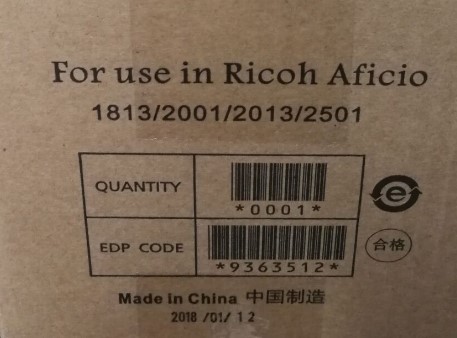 For use in Ricoh Aficio
1813/2001/2013/2501
QUANTITY
*0001*
e
EDP CODE
*9363512*
合格
Made in China 中国制造
2018 /01/ 12